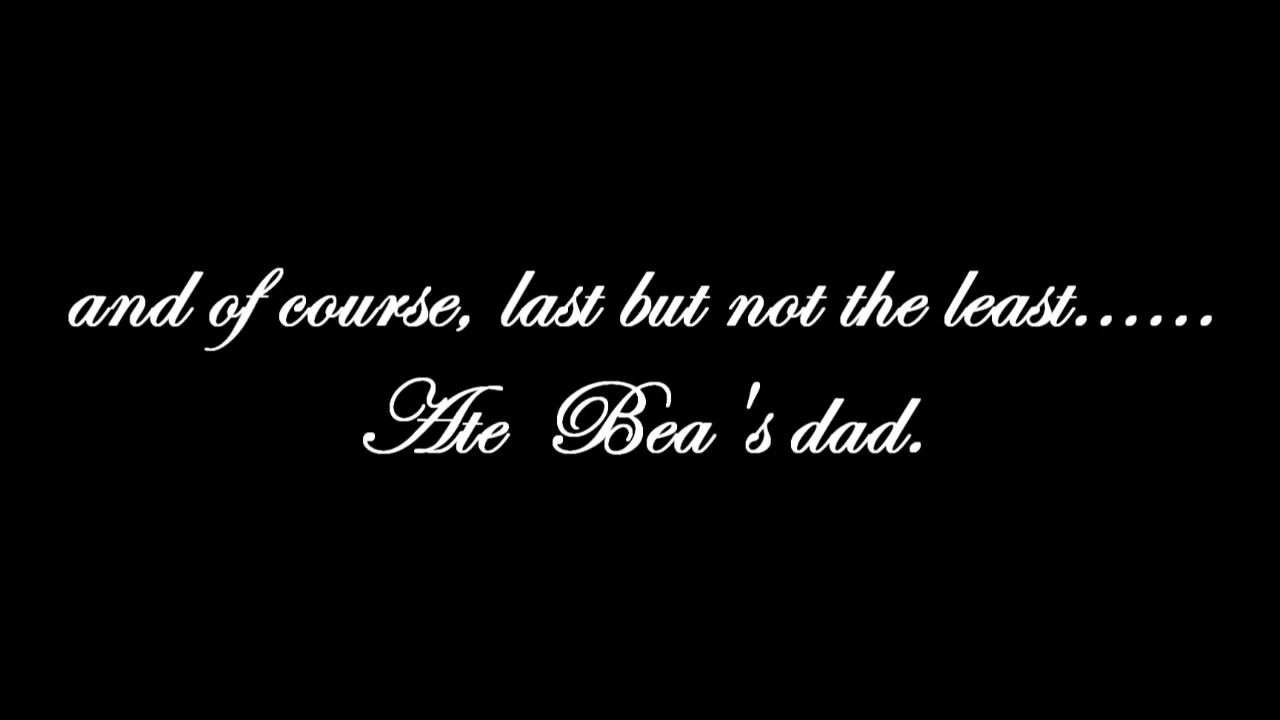 and of course, last but not the least......
Ate Bea 's dad.